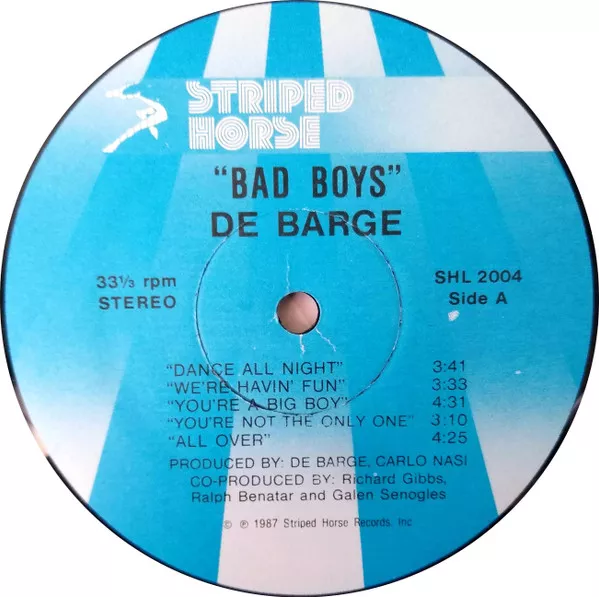 STRIPED
HORSE
"BAD BOYS"
DE BARGE
33⅓ rpm
STEREO
SHL 2004
Side A
"DANCE ALL NIGHT" 3:41
"WE'RE HAVIN' FUN" 3:33
"YOU'RE A BIG BOY" 4:31
"YOU'RE NOT THE ONLY ONE" 3:10
"ALL OVER" 4:25
PRODUCED BY: DE BARGE, CARLO NASI
CO-PRODUCED BY: Richard Gibbs,
Ralph Benatar and Galen Senogles
© ℗ 1987 Striped Horse Records, Inc